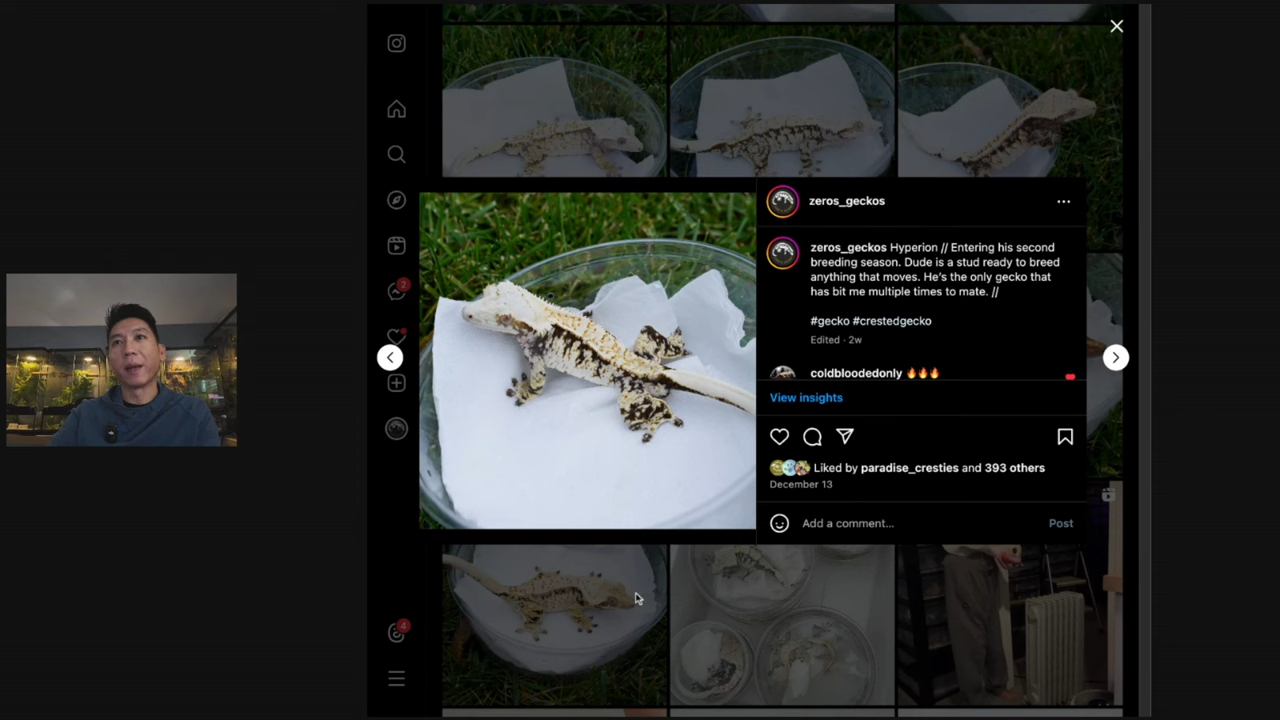 zeros_geckos
zeros_geckos Hyperion // Entering his second
breeding season. Dude is a stud ready to breed
anything that moves. He's the only gecko that
has bit me multiple times to mate. //
#gecko #crestedgecko
Edited · 2w
coldbloodedonly 🔥🔥🔥
View insights
Liked by paradise_cresties and 393 others
December 13
Add a comment...
Post
2
4